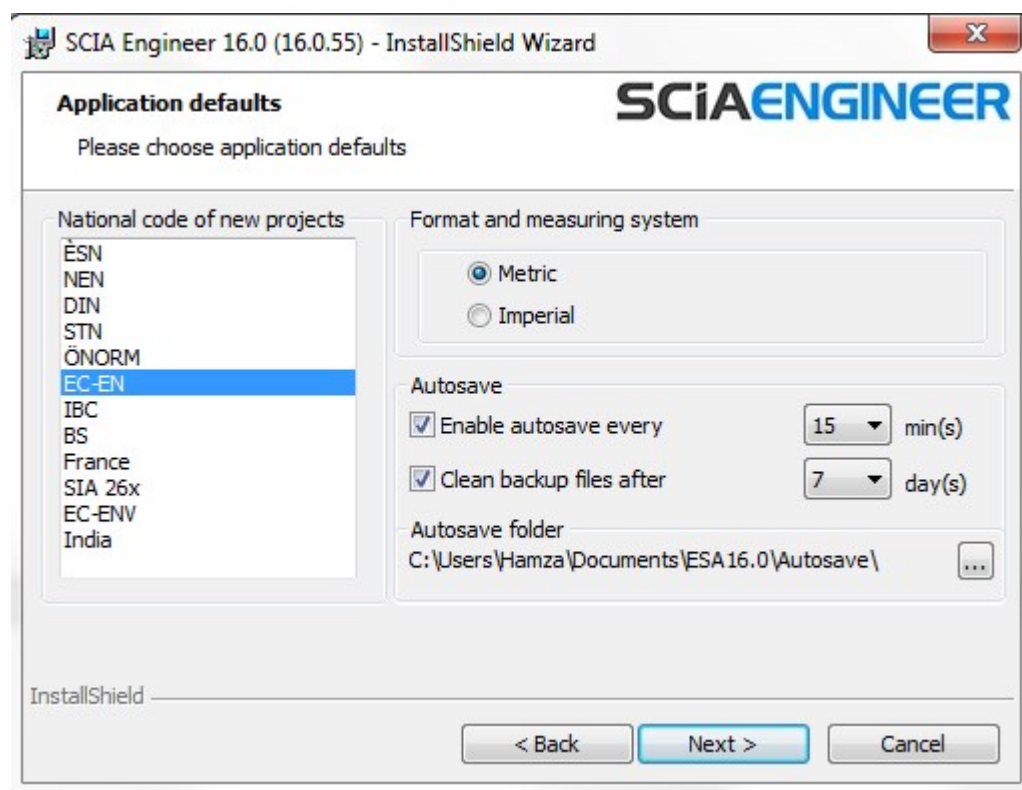 SCIA Engineer 16.0 (16.0.55) - InstallShield Wizard
Application defaults
SCiAENGINEER
Please choose application defaults
National code of new projects
ÈSN
NEN
DIN
STN
ÖNORM
EC-EN
IBC
BS
France
SIA 26x
EC-ENV
India
Format and measuring system
Metric
Imperial
Autosave
Enable autosave every 15 min(s)
Clean backup files after 7 day(s)
Autosave folder
C:\Users\Hamza\Documents\ESA16.0\Autosave\ ...
InstallShield
< Back Next > Cancel